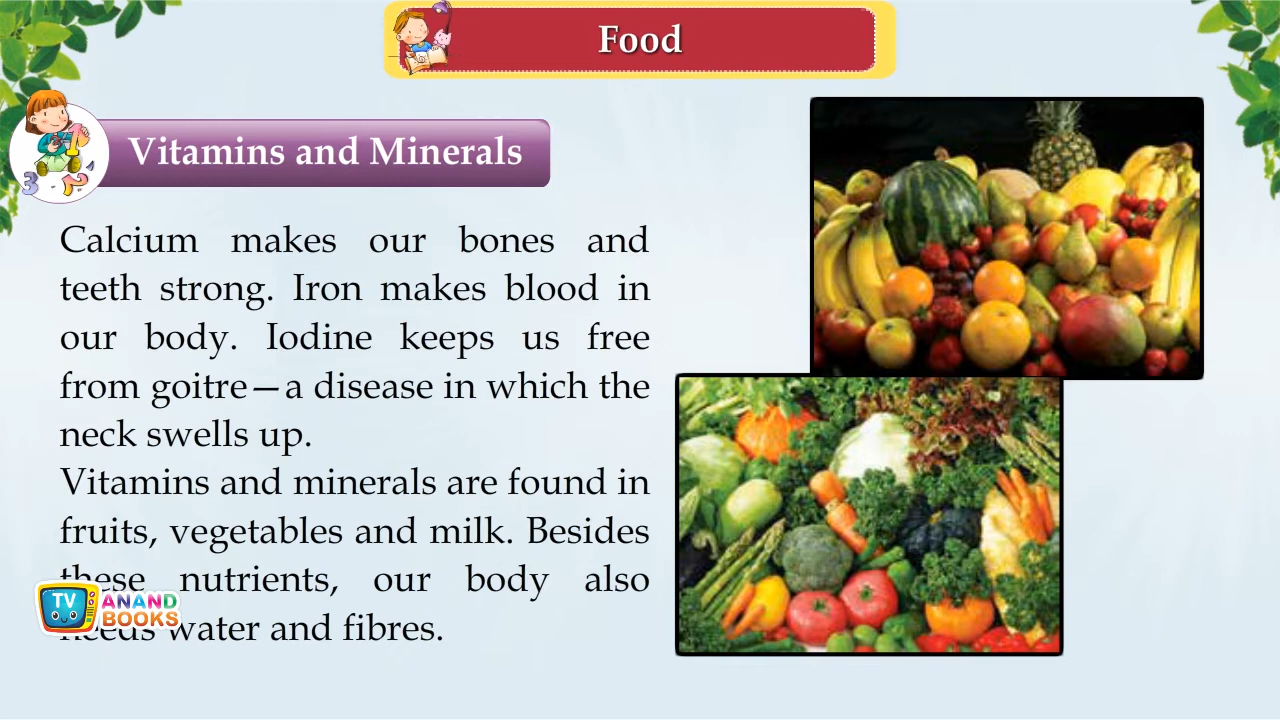 Food
Vitamins and Minerals
Calcium makes our bones and
teeth strong. Iron makes blood in
our body. Iodine keeps us free
from goitre—a disease in which the
neck swells up.
Vitamins and minerals are found in
fruits, vegetables and milk. Besides
these nutrients, our body also
needs water and fibres.
TV ANAND
BOOKS